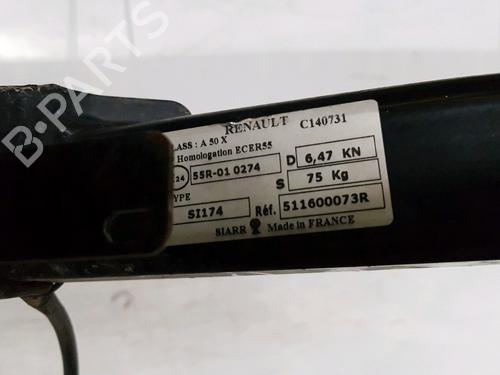 B-PARTS
RENAULT C140731
LASS : A 50 X
Homologation ECER55
24 55R-01 0274 D 6,47 KN
S 75 Kg
YPE
SI174 Réf. 511600073R
SIARR Made in FRANCE